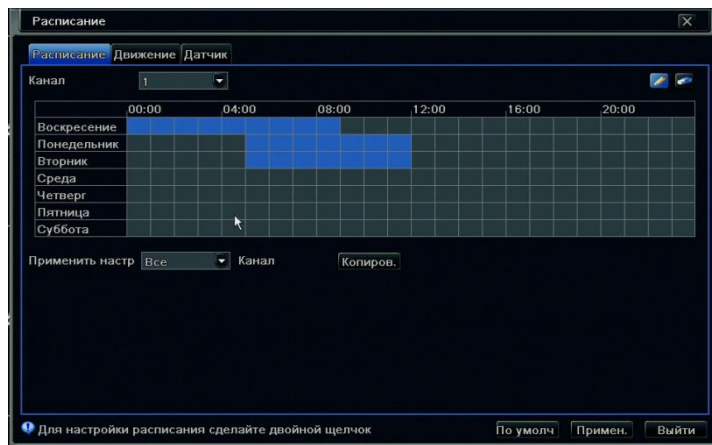 Расписание
Расписание Движение Датчик
Канал 1
00:00 04:00 08:00 12:00 16:00 20:00
Воскресение
Понедельник
Вторник
Среда
Четверг
Пятница
Суббота
Применить настр Все Канал Копиров.
Для настройки расписания сделайте двойной щелчок По умолч Примен. Выйти